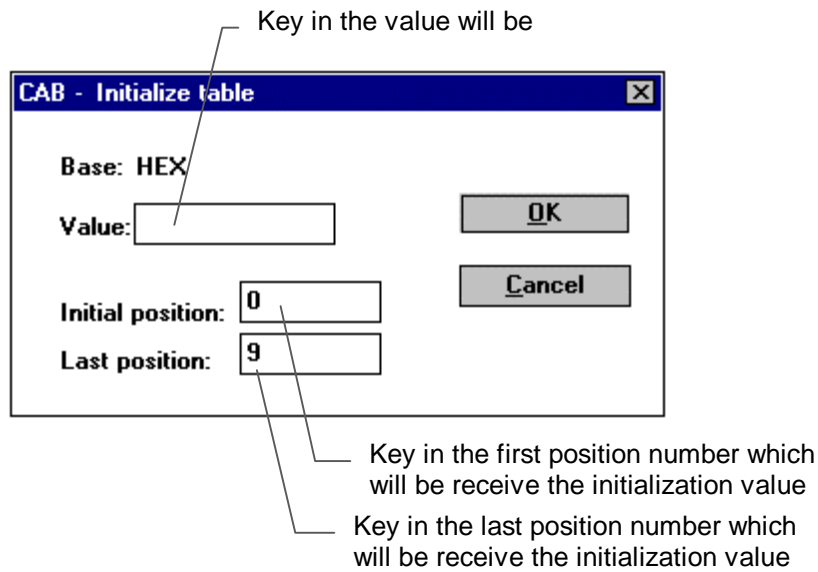 Key in the value will be
CAB - Initialize table
Base: HEX
Value:
OK
Initial position: 0
Cancel
Last position: 9
Key in the first position number which
will be receive the initialization value
Key in the last position number which
will be receive the initialization value